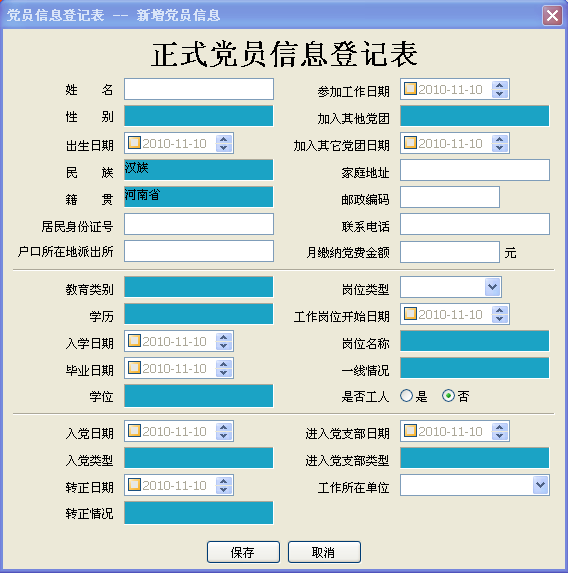 党员信息登记表 -- 新增党员信息
正式党员信息登记表
姓 名
参加工作日期 2010-11-10
性 别
加入其他党团
出生日期 2010-11-10
加入其它党团日期 2010-11-10
民 族 汉族
家庭地址
籍 贯 河南省
邮政编码
居民身份证号
联系电话
户口所在地派出所
月缴纳党费金额 元
教育类别
岗位类型
学历
工作岗位开始日期 2010-11-10
入学日期 2010-11-10
岗位名称
毕业日期 2010-11-10
一线情况
学位
是否工人 是 否
入党日期 2010-11-10
进入党支部日期 2010-11-10
入党类型
进入党支部类型
转正日期 2010-11-10
工作所在单位
转正情况
保存 取消